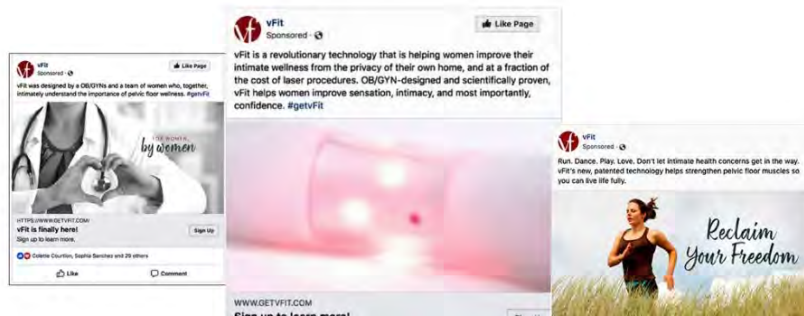 vFit
Sponsored ·
Like Page
vFit was designed by a OB/GYNs and a team of women who, together,
intimately understand the importance of pelvic floor wellness. #getvFit
FOR WOMEN,
by women
HTTPS://WWW.GETVFIT.COM/
vFit is finally here!
Sign up to learn more.
Sign Up
Colette Courtion, Sophia Sanchez and 29 others
Like
Comment
vFit
Sponsored ·
Like Page
vFit is a revolutionary technology that is helping women improve their
intimate wellness from the privacy of their own home, and at a fraction of
the cost of laser procedures. OB/GYN-designed and scientifically proven,
vFit helps women improve sensation, intimacy, and most importantly,
confidence. #getvFit
WWW.GETVFIT.COM
Sign up to learn more!
vFit
Sponsored ·
Run. Dance. Play. Love. Don't let intimate health concerns get in the way.
vFit's new, patented technology helps strengthen pelvic floor muscles so
you can live life fully.
Reclaim
Your Freedom